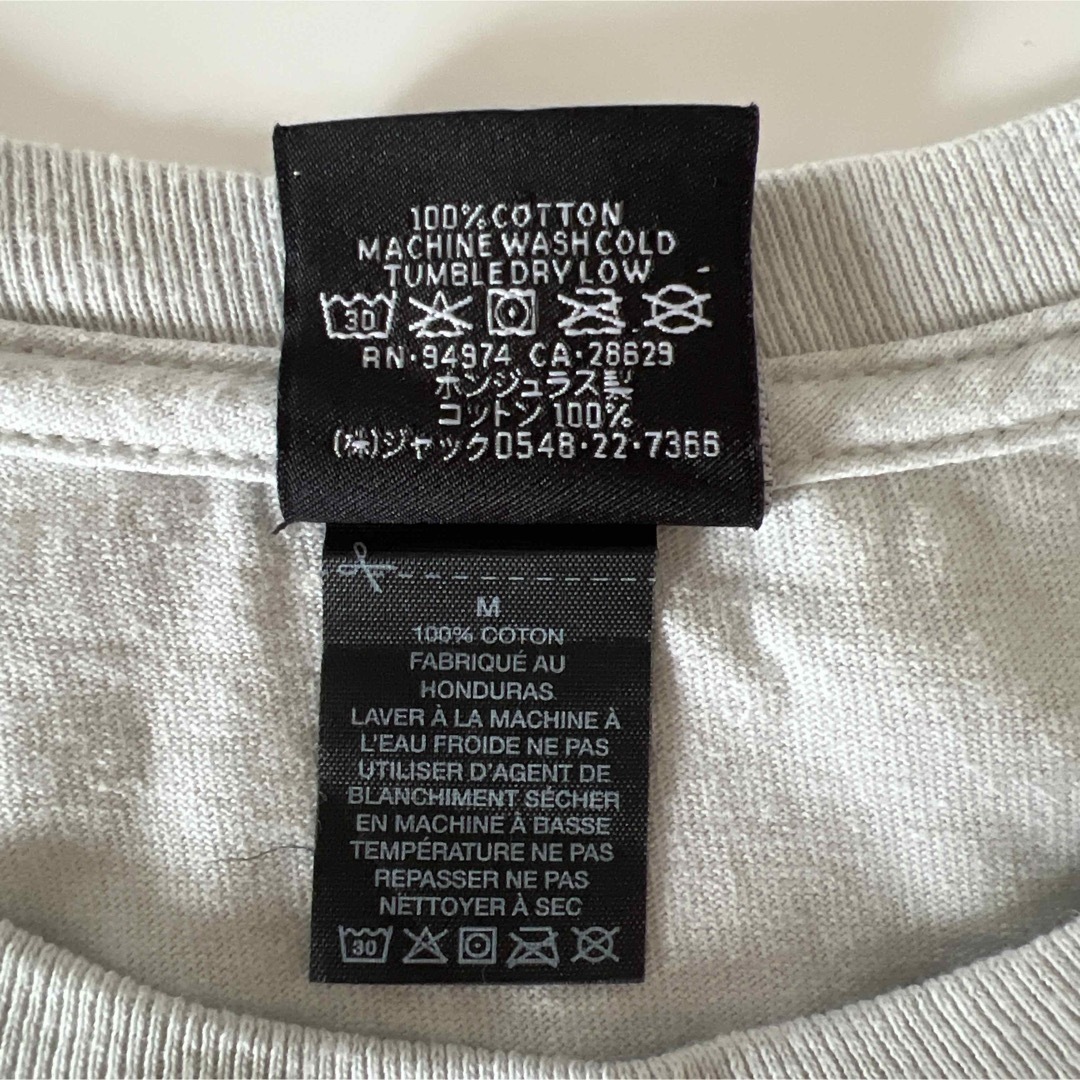 100% COTTON
MACHINE WASH COLD
TUMBLE DRY LOW
30
RN·94974 CA·28629
ホンジュラス製
コットン 100%
(株)ジャック0548·22·7366
M
100% COTON
FABRIQUÉ AU
HONDURAS
LAVER À LA MACHINE À
L'EAU FROIDE NE PAS
UTILISER D'AGENT DE
BLANCHIMENT SÉCHER
EN MACHINE À BASSE
TEMPÉRATURE NE PAS
REPASSER NE PAS
NETTOYER À SEC
30